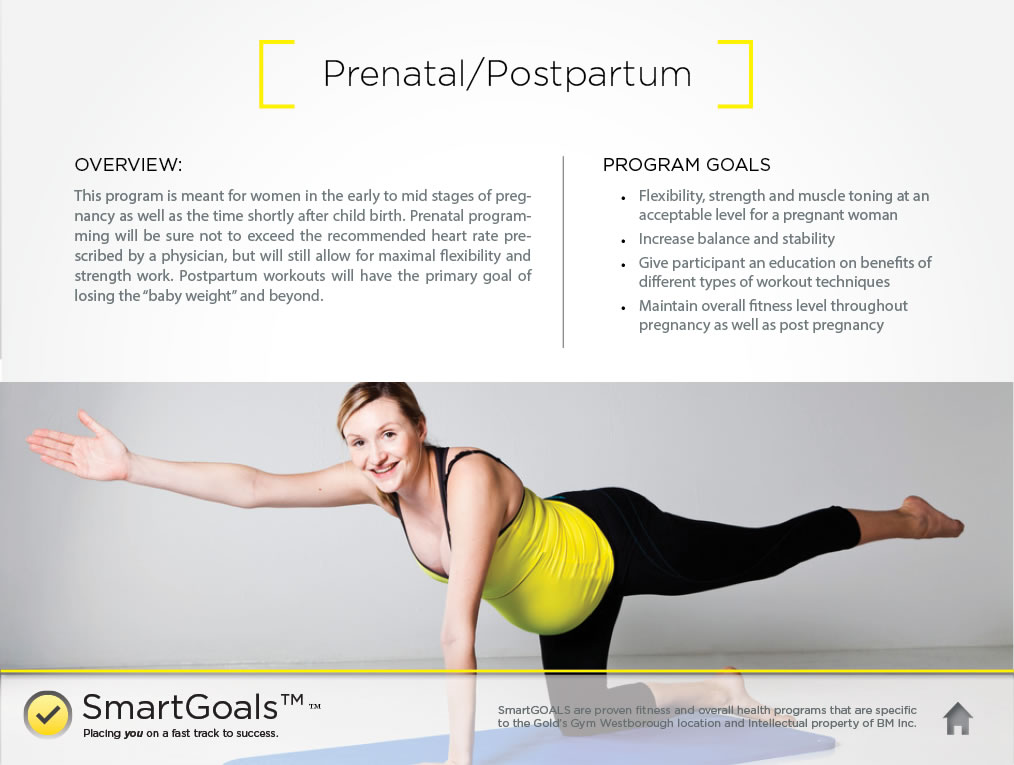 Prenatal/Postpartum
OVERVIEW:
This program is meant for women in the early to mid stages of preg-
nancy as well as the time shortly after child birth. Prenatal program-
ming will be sure not to exceed the recommended heart rate pre-
scribed by a physician, but will still allow for maximal flexibility and
strength work. Postpartum workouts will have the primary goal of
losing the “baby weight” and beyond.
PROGRAM GOALS
• Flexibility, strength and muscle toning at an
acceptable level for a pregnant woman
• Increase balance and stability
• Give participant an education on benefits of
different types of workout techniques
• Maintain overall fitness level throughout
pregnancy as well as post pregnancy
SmartGoals™ ™
Placing you on a fast track to success.
SmartGOALS are proven fitness and overall health programs that are specific
to the Gold's Gym Westborough location and Intellectual property of BM Inc.